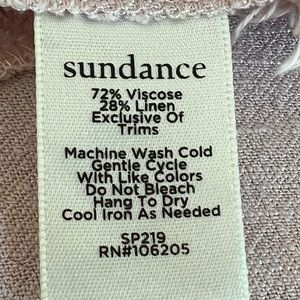 sundance
72% Viscose
28% Linen
Exclusive Of
Trims
Machine Wash Cold
Gentle Cycle
With Like Colors
Do Not Bleach
Hang To Dry
Cool Iron As Needed
SP219
RN#106205